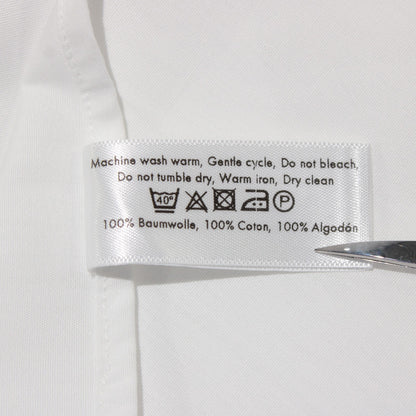 Machine wash warm, Gentle cycle, Do not bleach,
Do not tumble dry, Warm iron, Dry clean
40° P
100% Baumwolle, 100% Coton, 100% Algodón